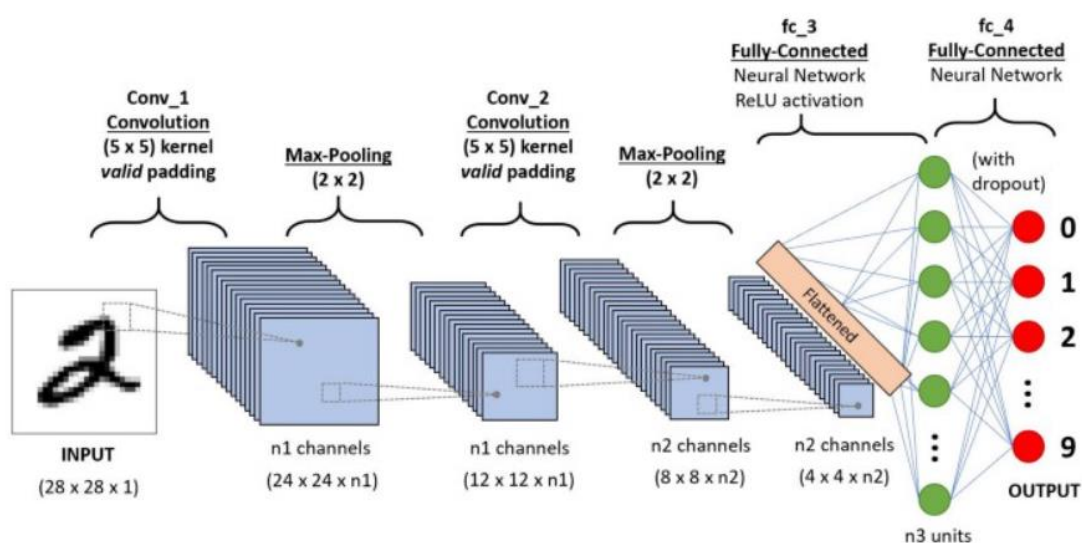 fc_3
Fully-Connected
Neural Network
ReLU activation
fc_4
Fully-Connected
Neural Network
Conv_1
Convolution
(5 x 5) kernel
valid padding
Max-Pooling
(2 x 2)
Conv_2
Convolution
(5 x 5) kernel
valid padding
Max-Pooling
(2 x 2)
(with
dropout)
Flattened
0
1
2
9
INPUT
(28 x 28 x 1)
n1 channels
(24 x 24 x n1)
n1 channels
(12 x 12 x n1)
n2 channels
(8 x 8 x n2)
n2 channels
(4 x 4 x n2)
OUTPUT
n3 units
2